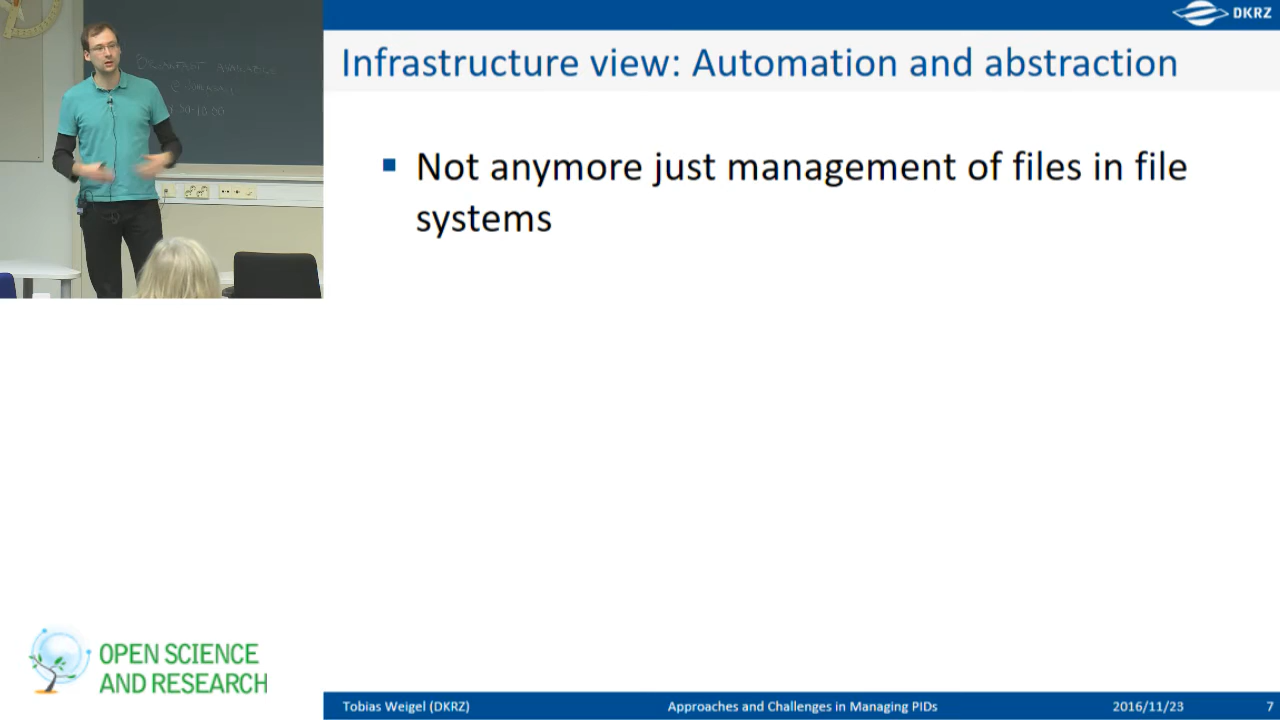 DKRZ
Infrastructure view: Automation and abstraction
Not anymore just management of files in file
systems
AVAILABLE
OPEN SCIENCE
AND RESEARCH
Tobias Weigel (DKRZ) Approaches and Challenges in Managing PIDs 2016/11/23 7